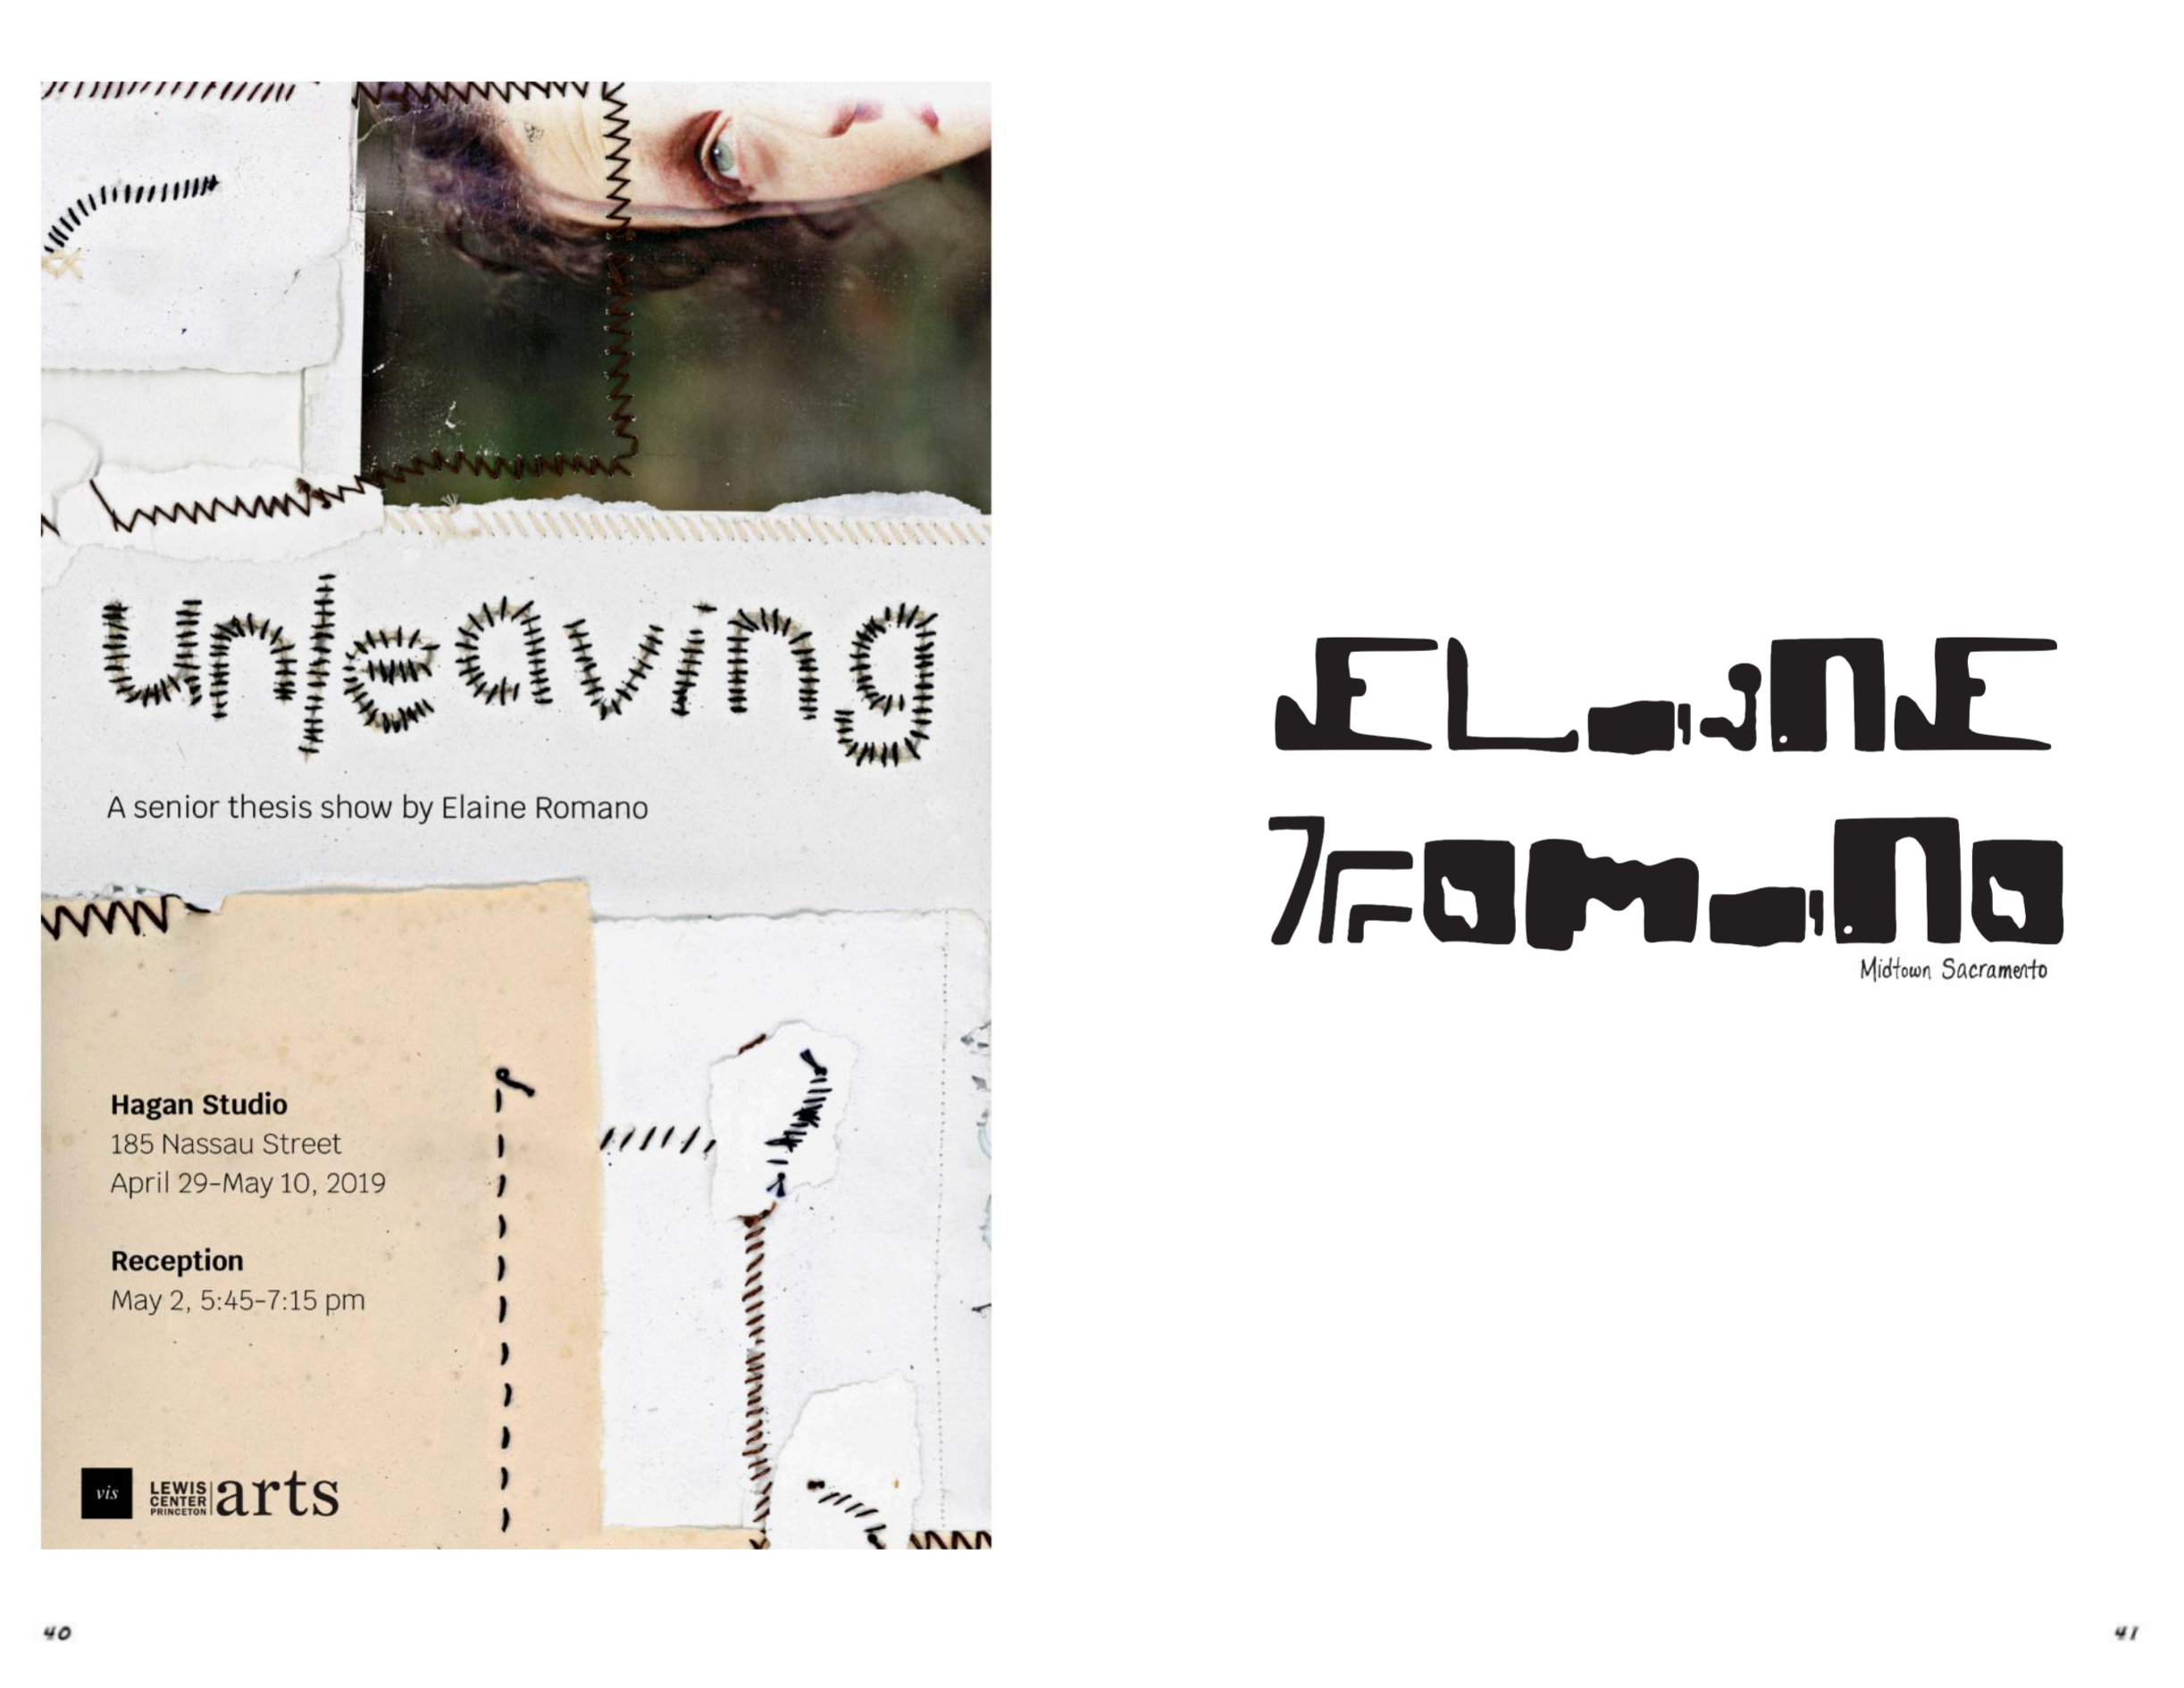 unleaving
A senior thesis show by Elaine Romano
Hagan Studio
185 Nassau Street
April 29–May 10, 2019
Reception
May 2, 5:45–7:15 pm
vis
LEWIS
CENTER
PRINCETON
arts
40
ELaiNE
RomaNo
Midtown Sacramento
41